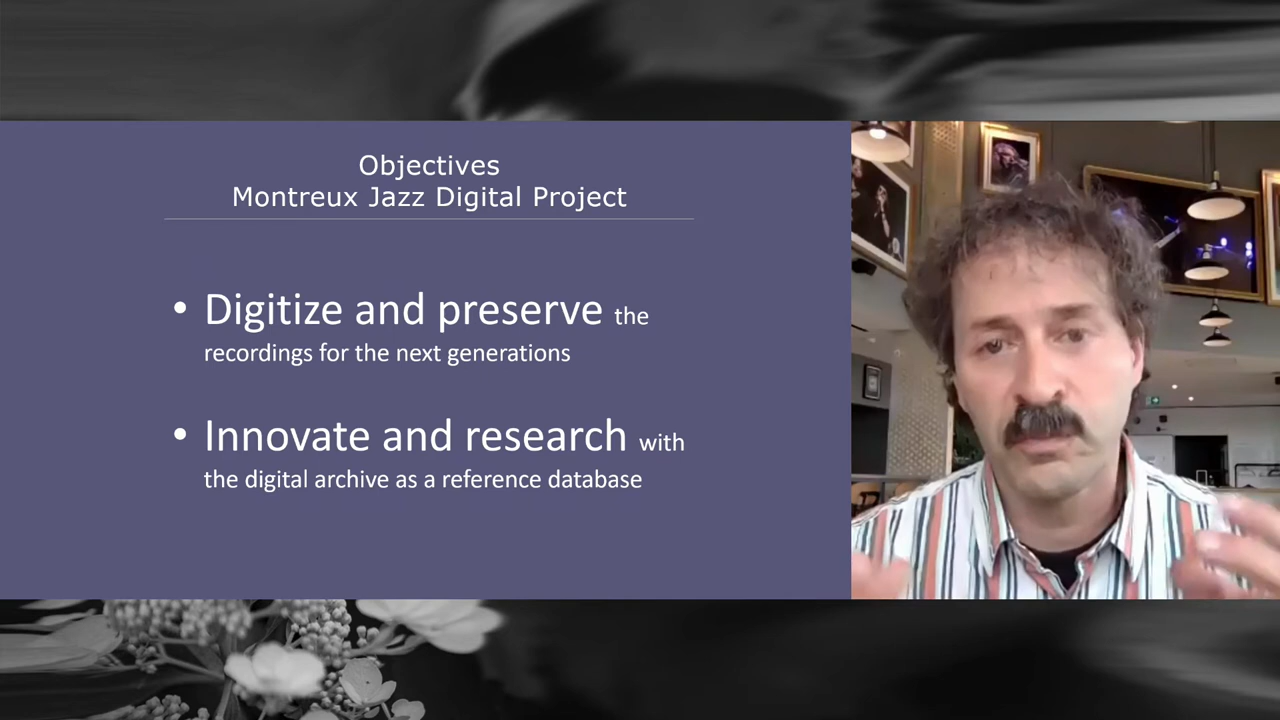 Objectives
Montreux Jazz Digital Project
• Digitize and preserve the
recordings for the next generations
• Innovate and research with
the digital archive as a reference database